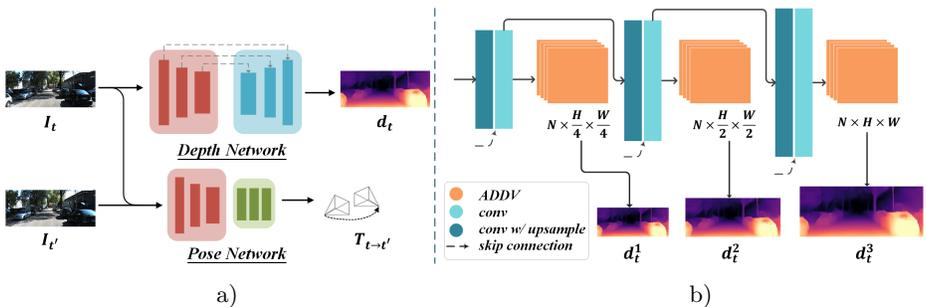 I_t
Depth Network
d_t
I_t'
Pose Network
T_t→t'
a)
N × H/4 × W/4
N × H/2 × W/2
N × H × W
ADDV
conv
conv w/ upsample
skip connection
d_t^1
d_t^2
d_t^3
b)